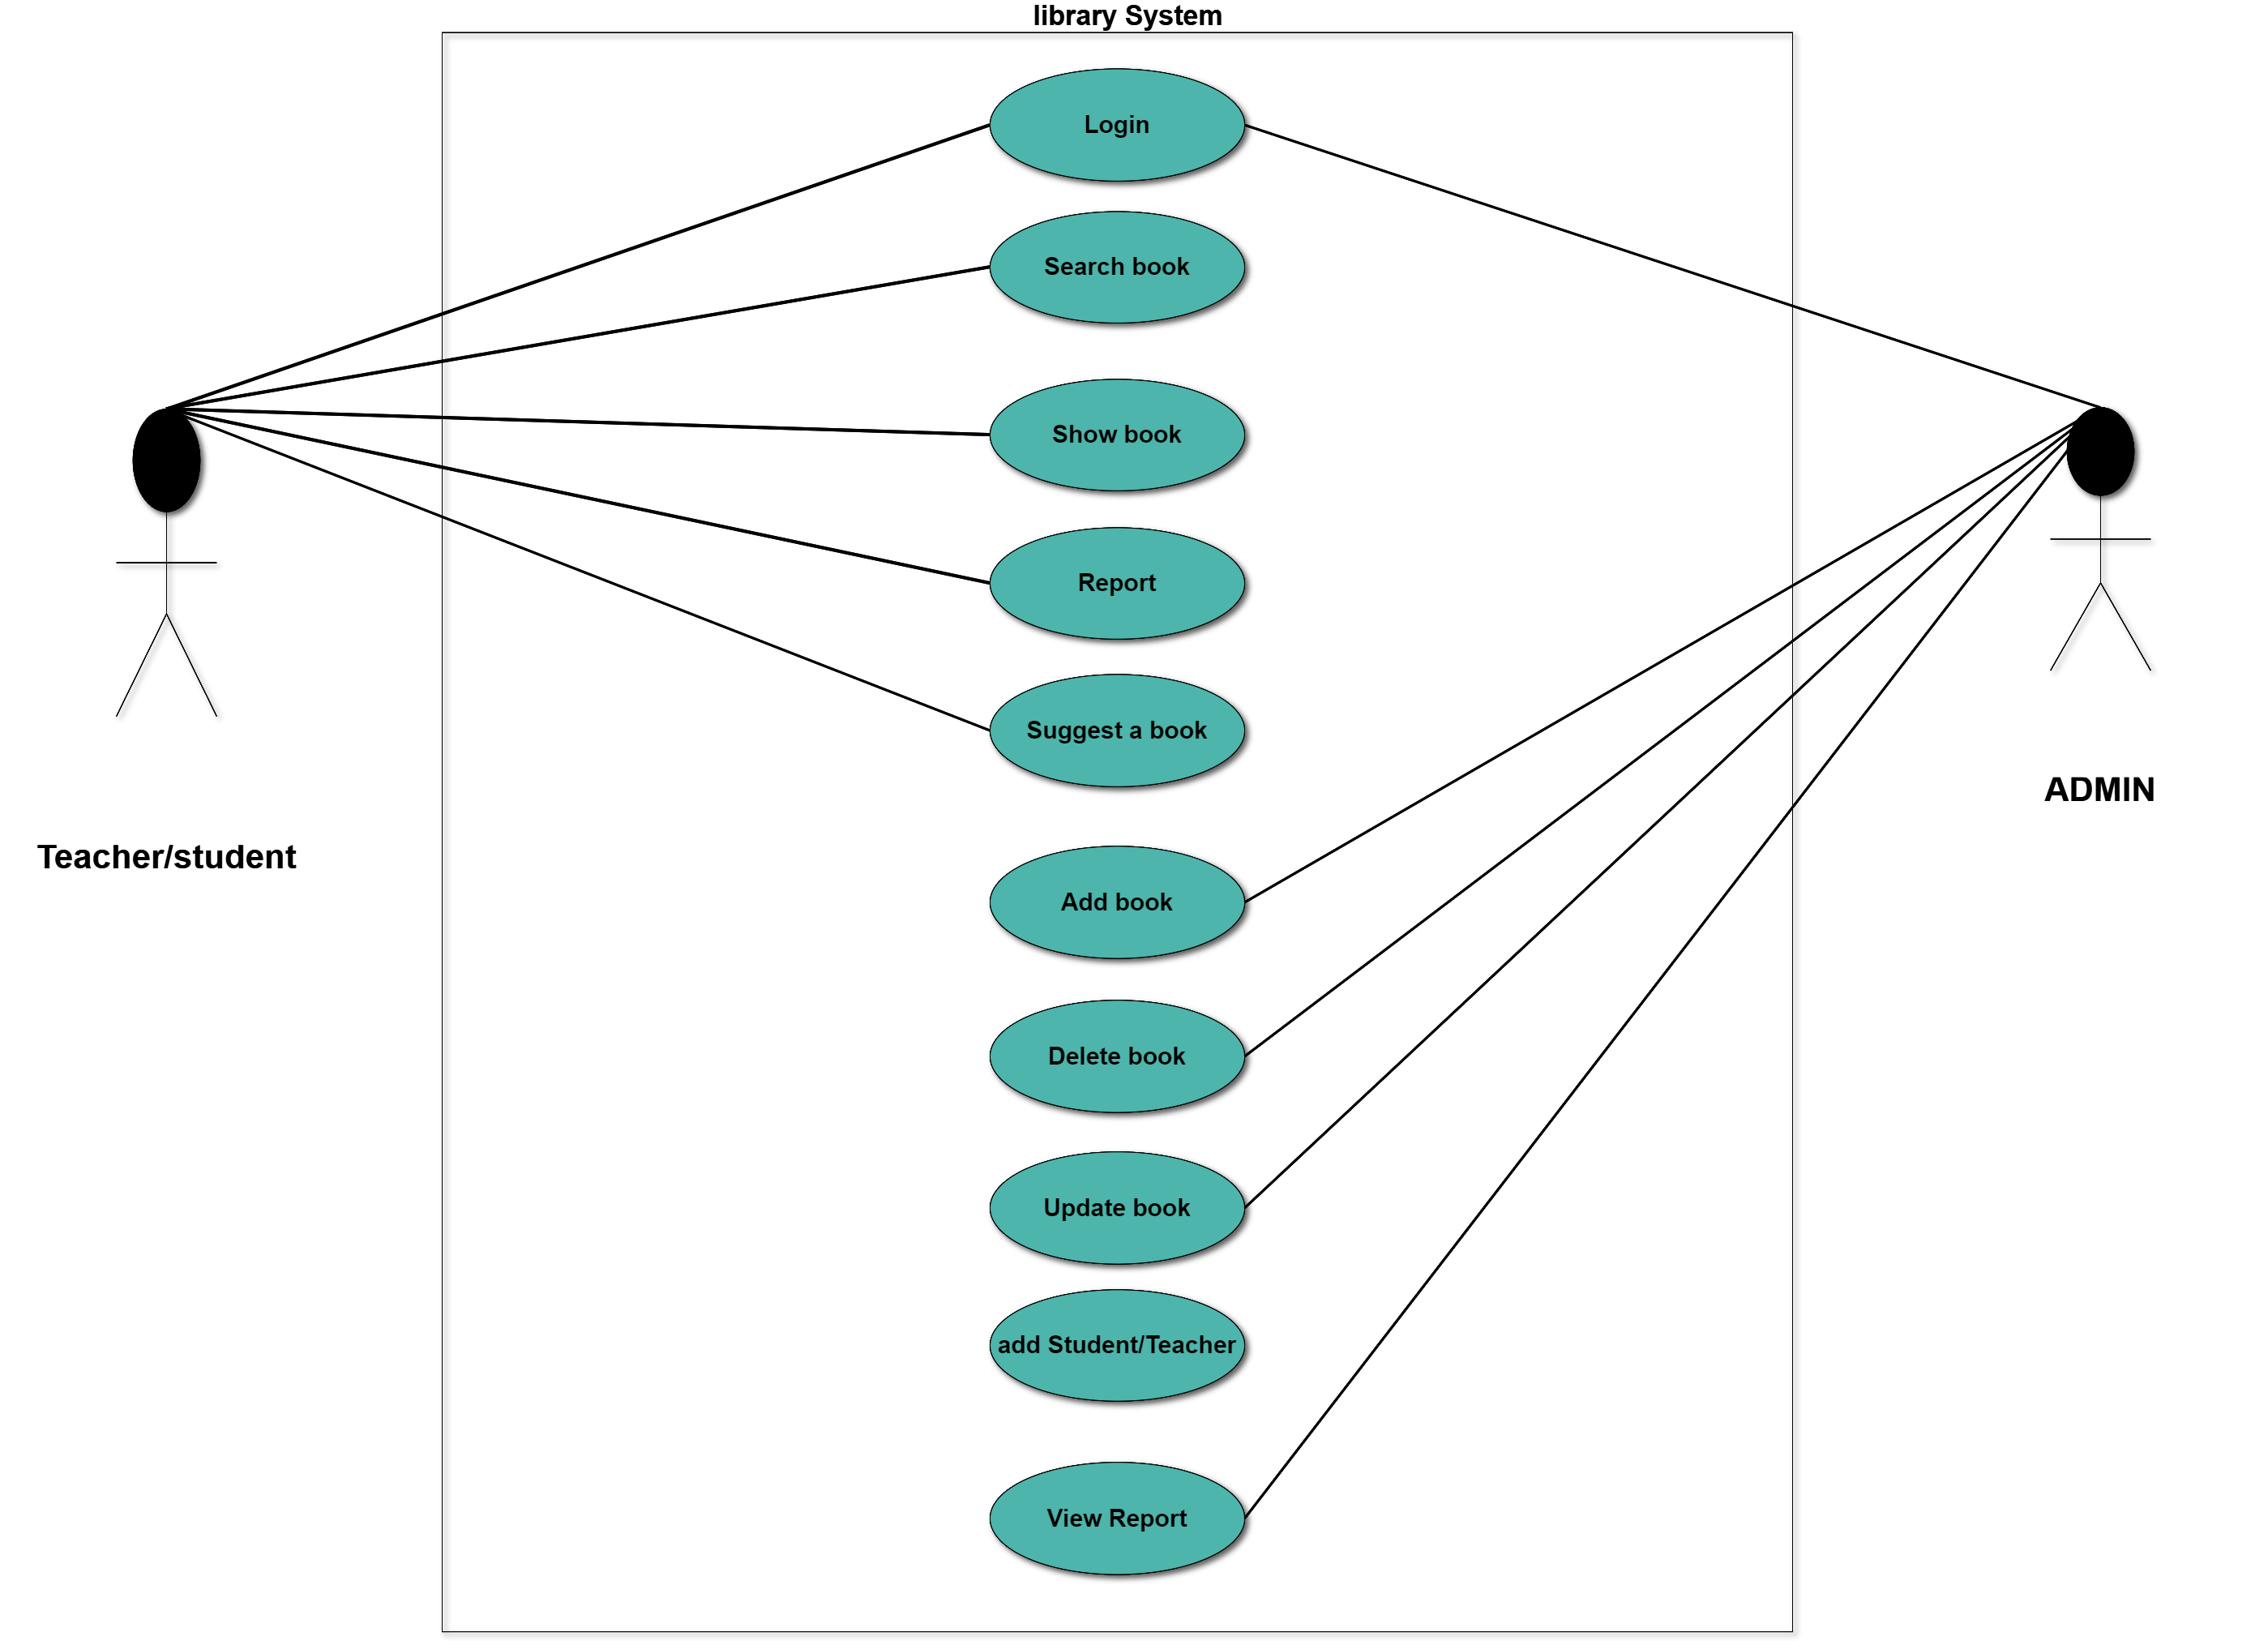 library System
Login
Search book
Show book
Report
Suggest a book
ADMIN
Teacher/student
Add book
Delete book
Update book
add Student/Teacher
View Report